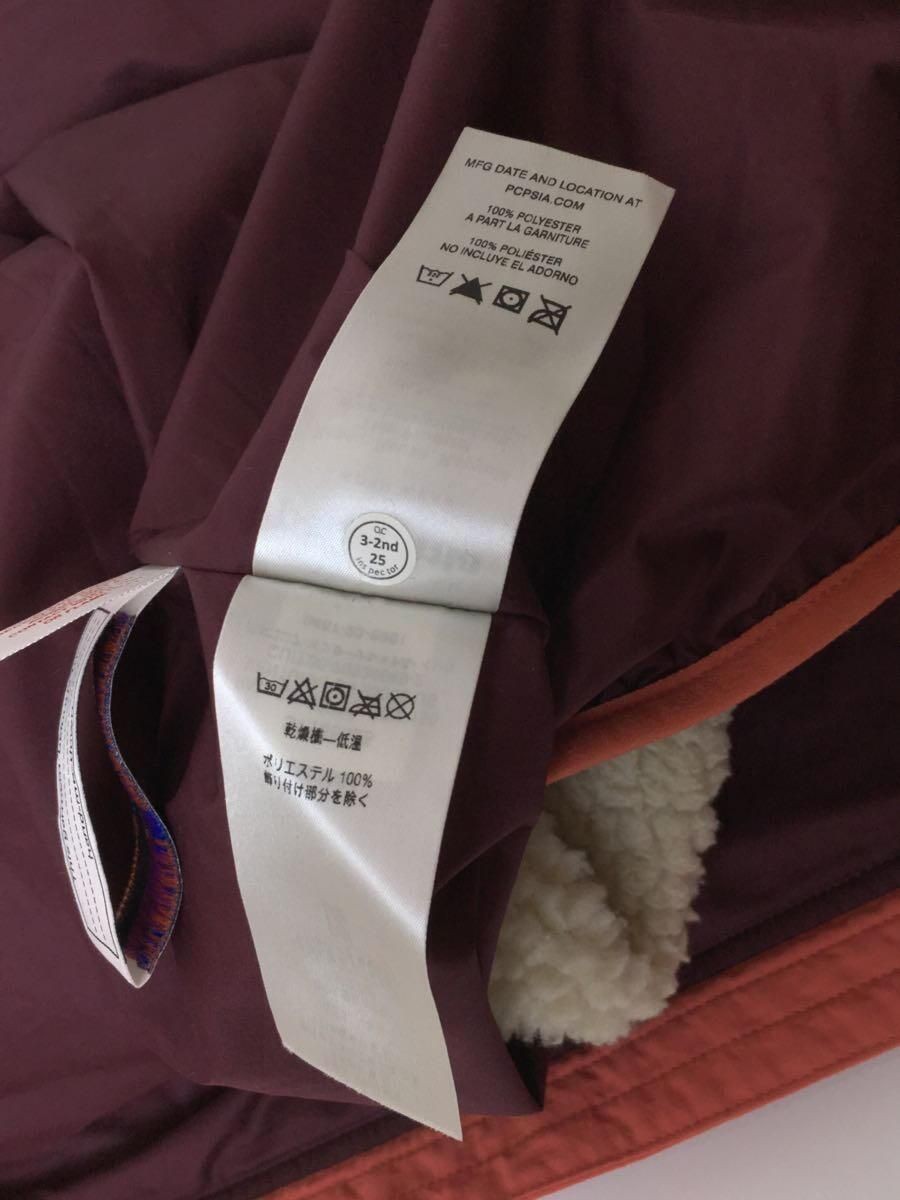 MFG DATE AND LOCATION AT
PCPSIA.COM
100% POLYESTER
A PART LA GARNITURE
100% POLIÉSTER
NO INCLUYE EL ADORNO
QC
3-2nd
25
inspector
30
乾燥機―低温
ポリエステル 100%
飾り付け部分を除く